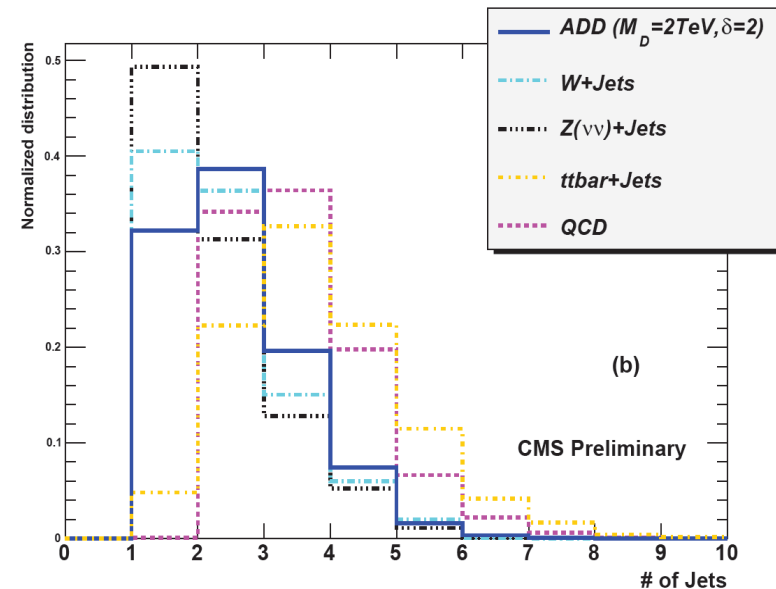 ADD (M_D=2TeV,δ=2)
W+Jets
Z(νν)+Jets
ttbar+Jets
QCD
Normalized distribution
0.5
0.4
0.3
0.2
0.1
0
(b)
CMS Preliminary
0 1 2 3 4 5 6 7 8 9 10
# of Jets